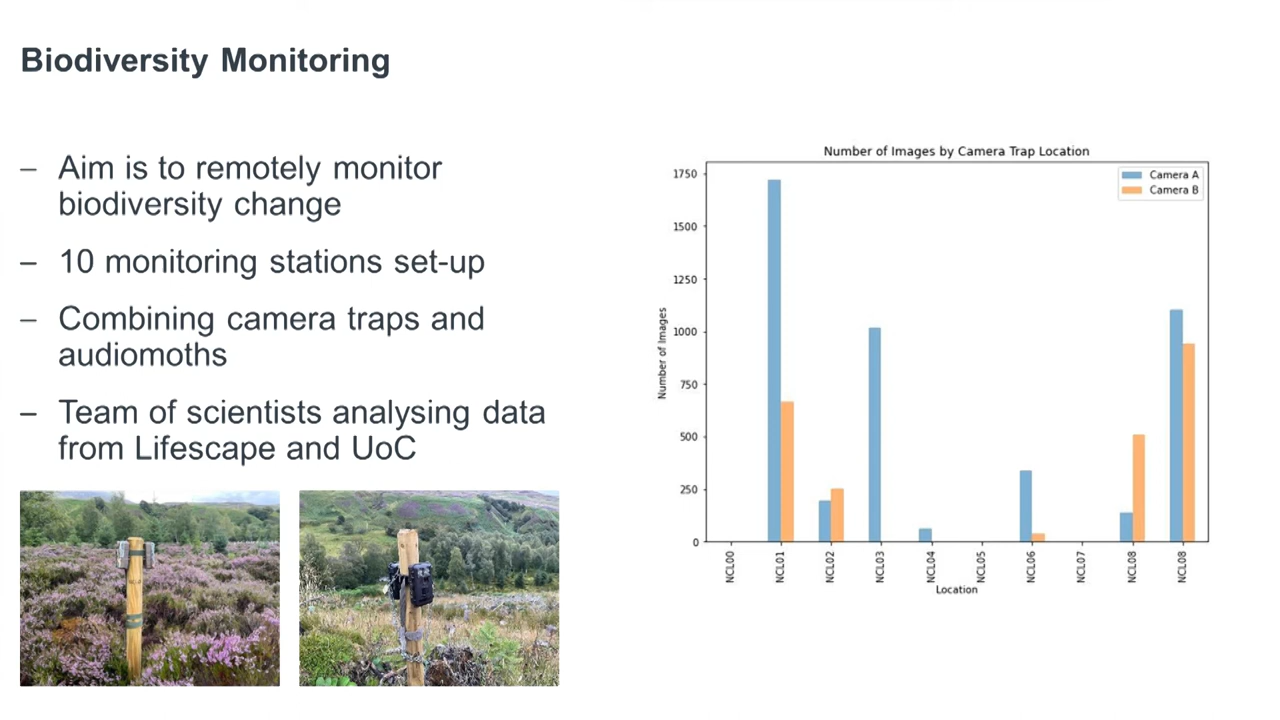 Biodiversity Monitoring
– Aim is to remotely monitor
biodiversity change
– 10 monitoring stations set-up
– Combining camera traps and
audiomoths
– Team of scientists analysing data
from Lifescape and UoC
Number of Images by Camera Trap Location
Camera A
Camera B
Number of Images
1750
1500
1250
1000
750
500
250
0
NCL00
NCL01
NCL02
NCL03
NCL04
NCL05
NCL06
NCL07
NCL08
NCL08
Location